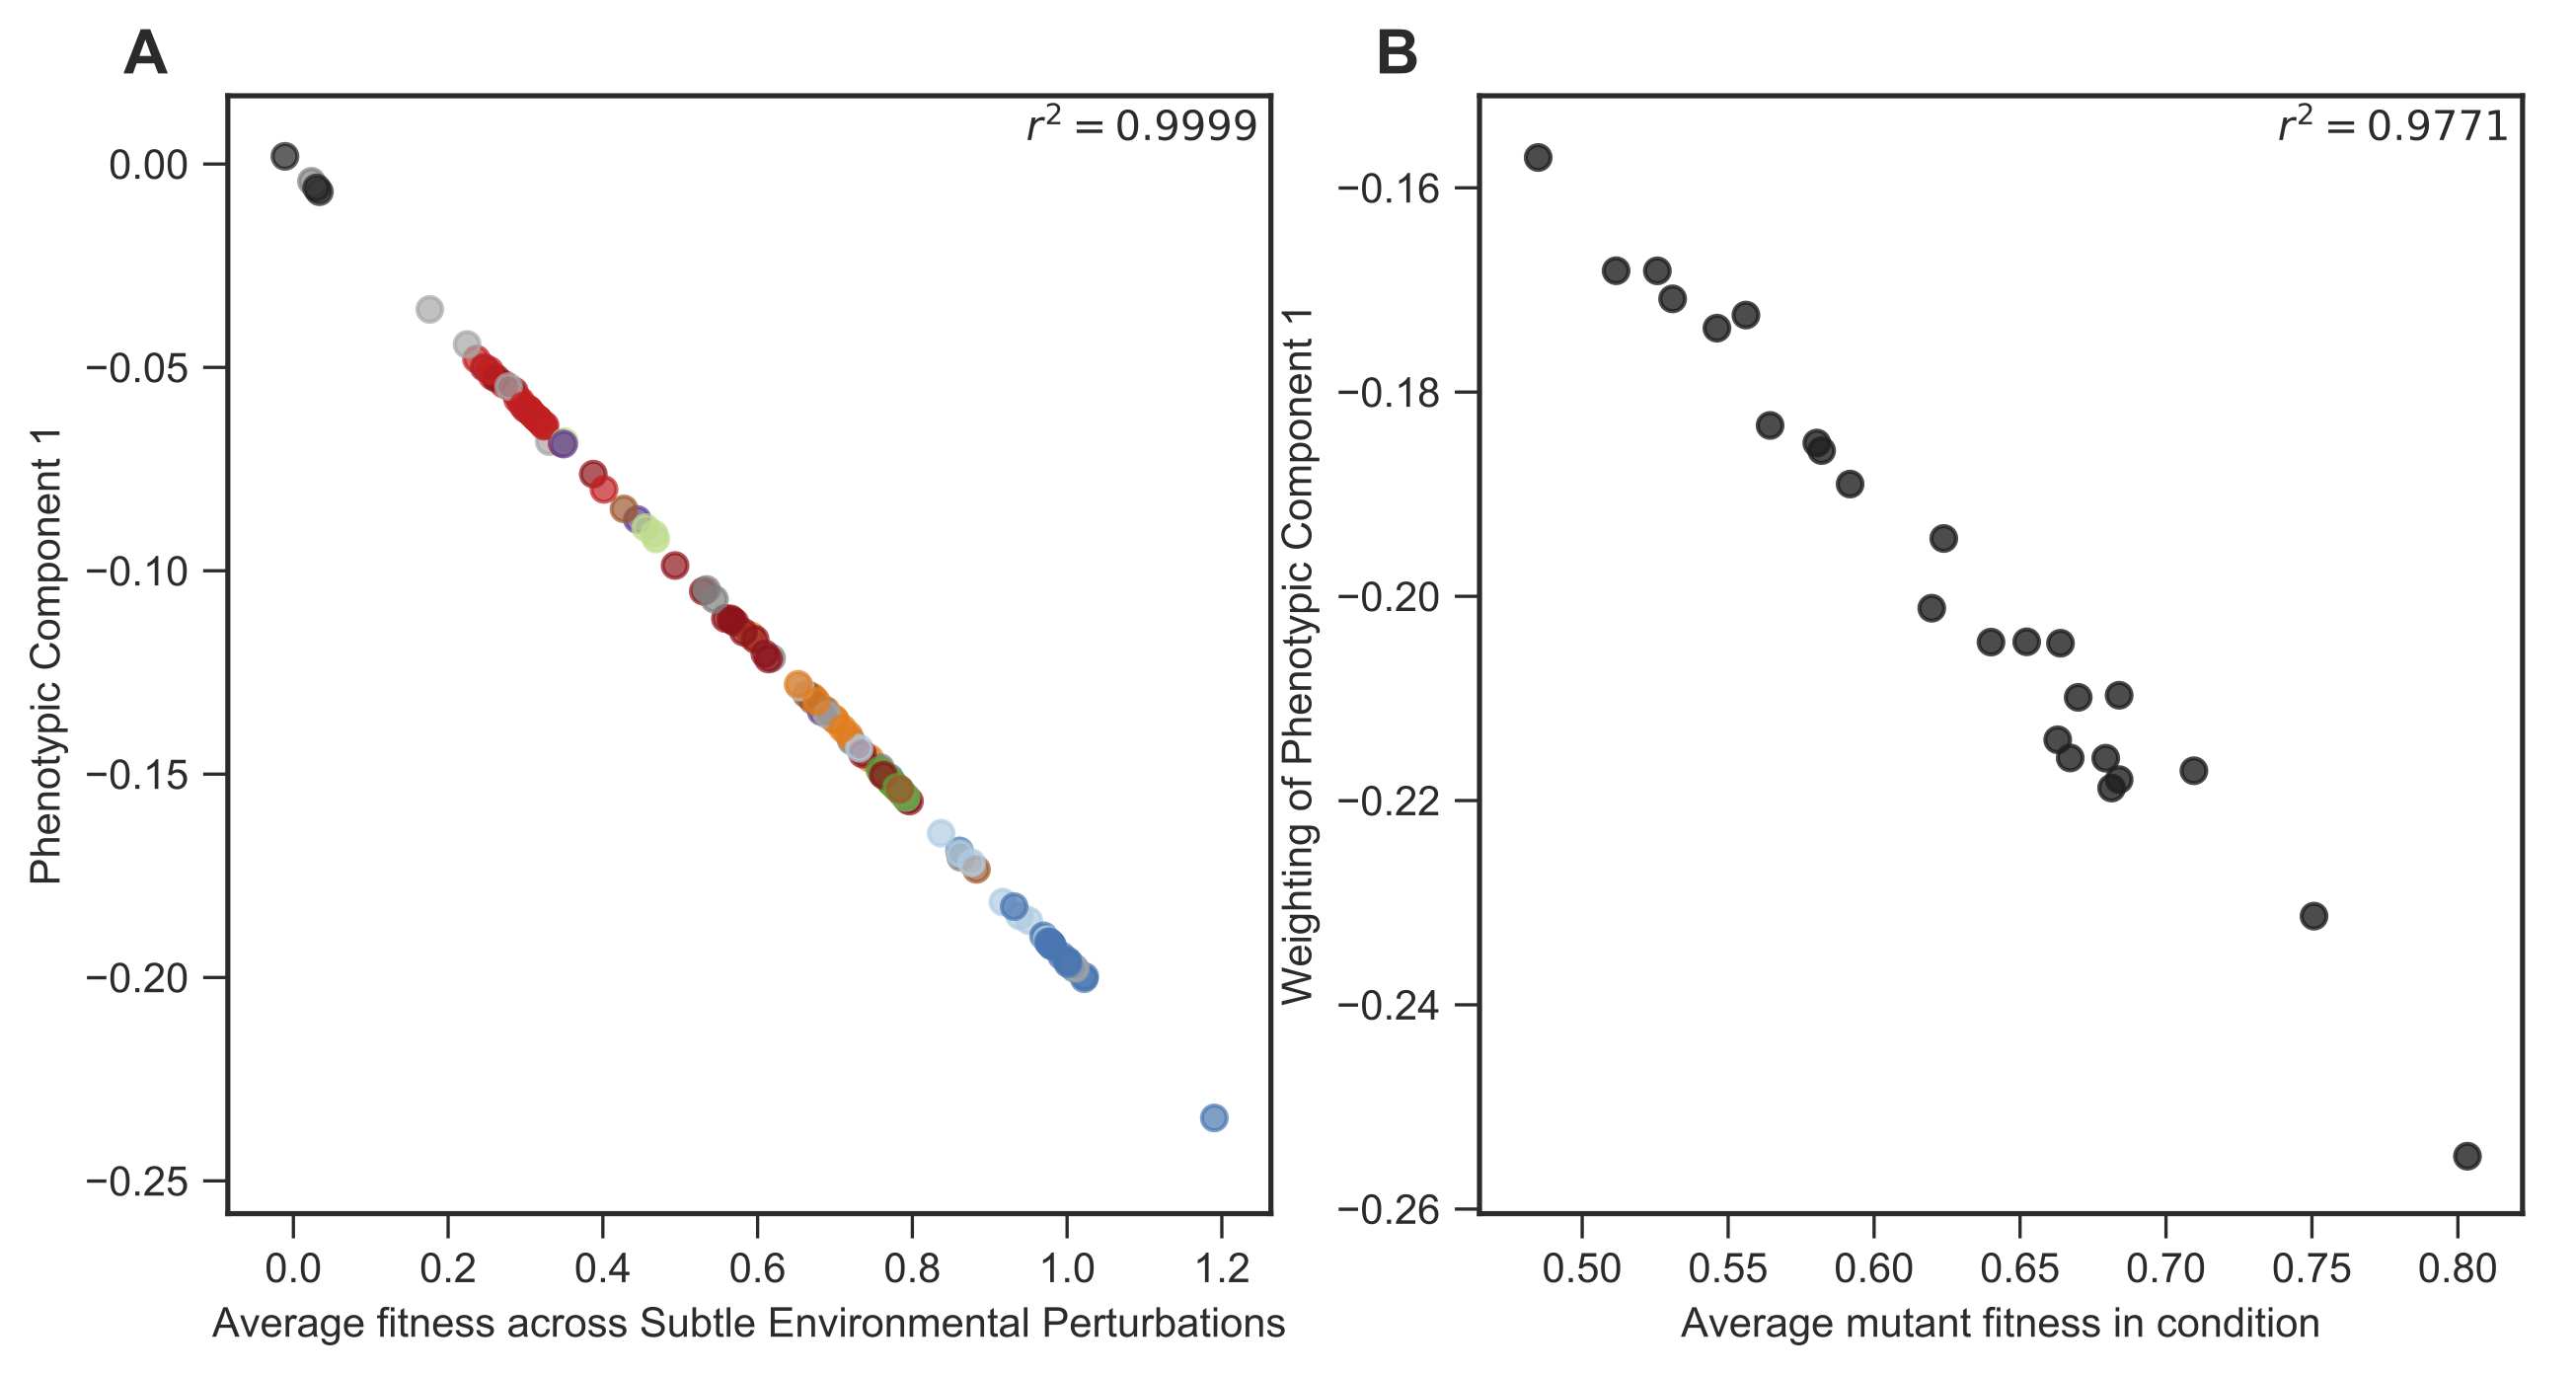 A
r² = 0.9999
Phenotypic Component 1
0.00
−0.05
−0.10
−0.15
−0.20
−0.25
0.0 0.2 0.4 0.6 0.8 1.0 1.2
Average fitness across Subtle Environmental Perturbations
B
r² = 0.9771
Weighting of Phenotypic Component 1
−0.16
−0.18
−0.20
−0.22
−0.24
−0.26
0.50 0.55 0.60 0.65 0.70 0.75 0.80
Average mutant fitness in condition